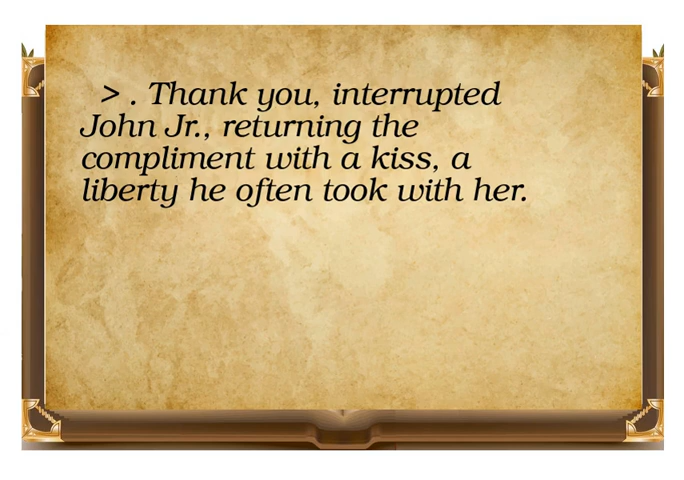 > . Thank you, interrupted
John Jr., returning the
compliment with a kiss, a
liberty he often took with her.